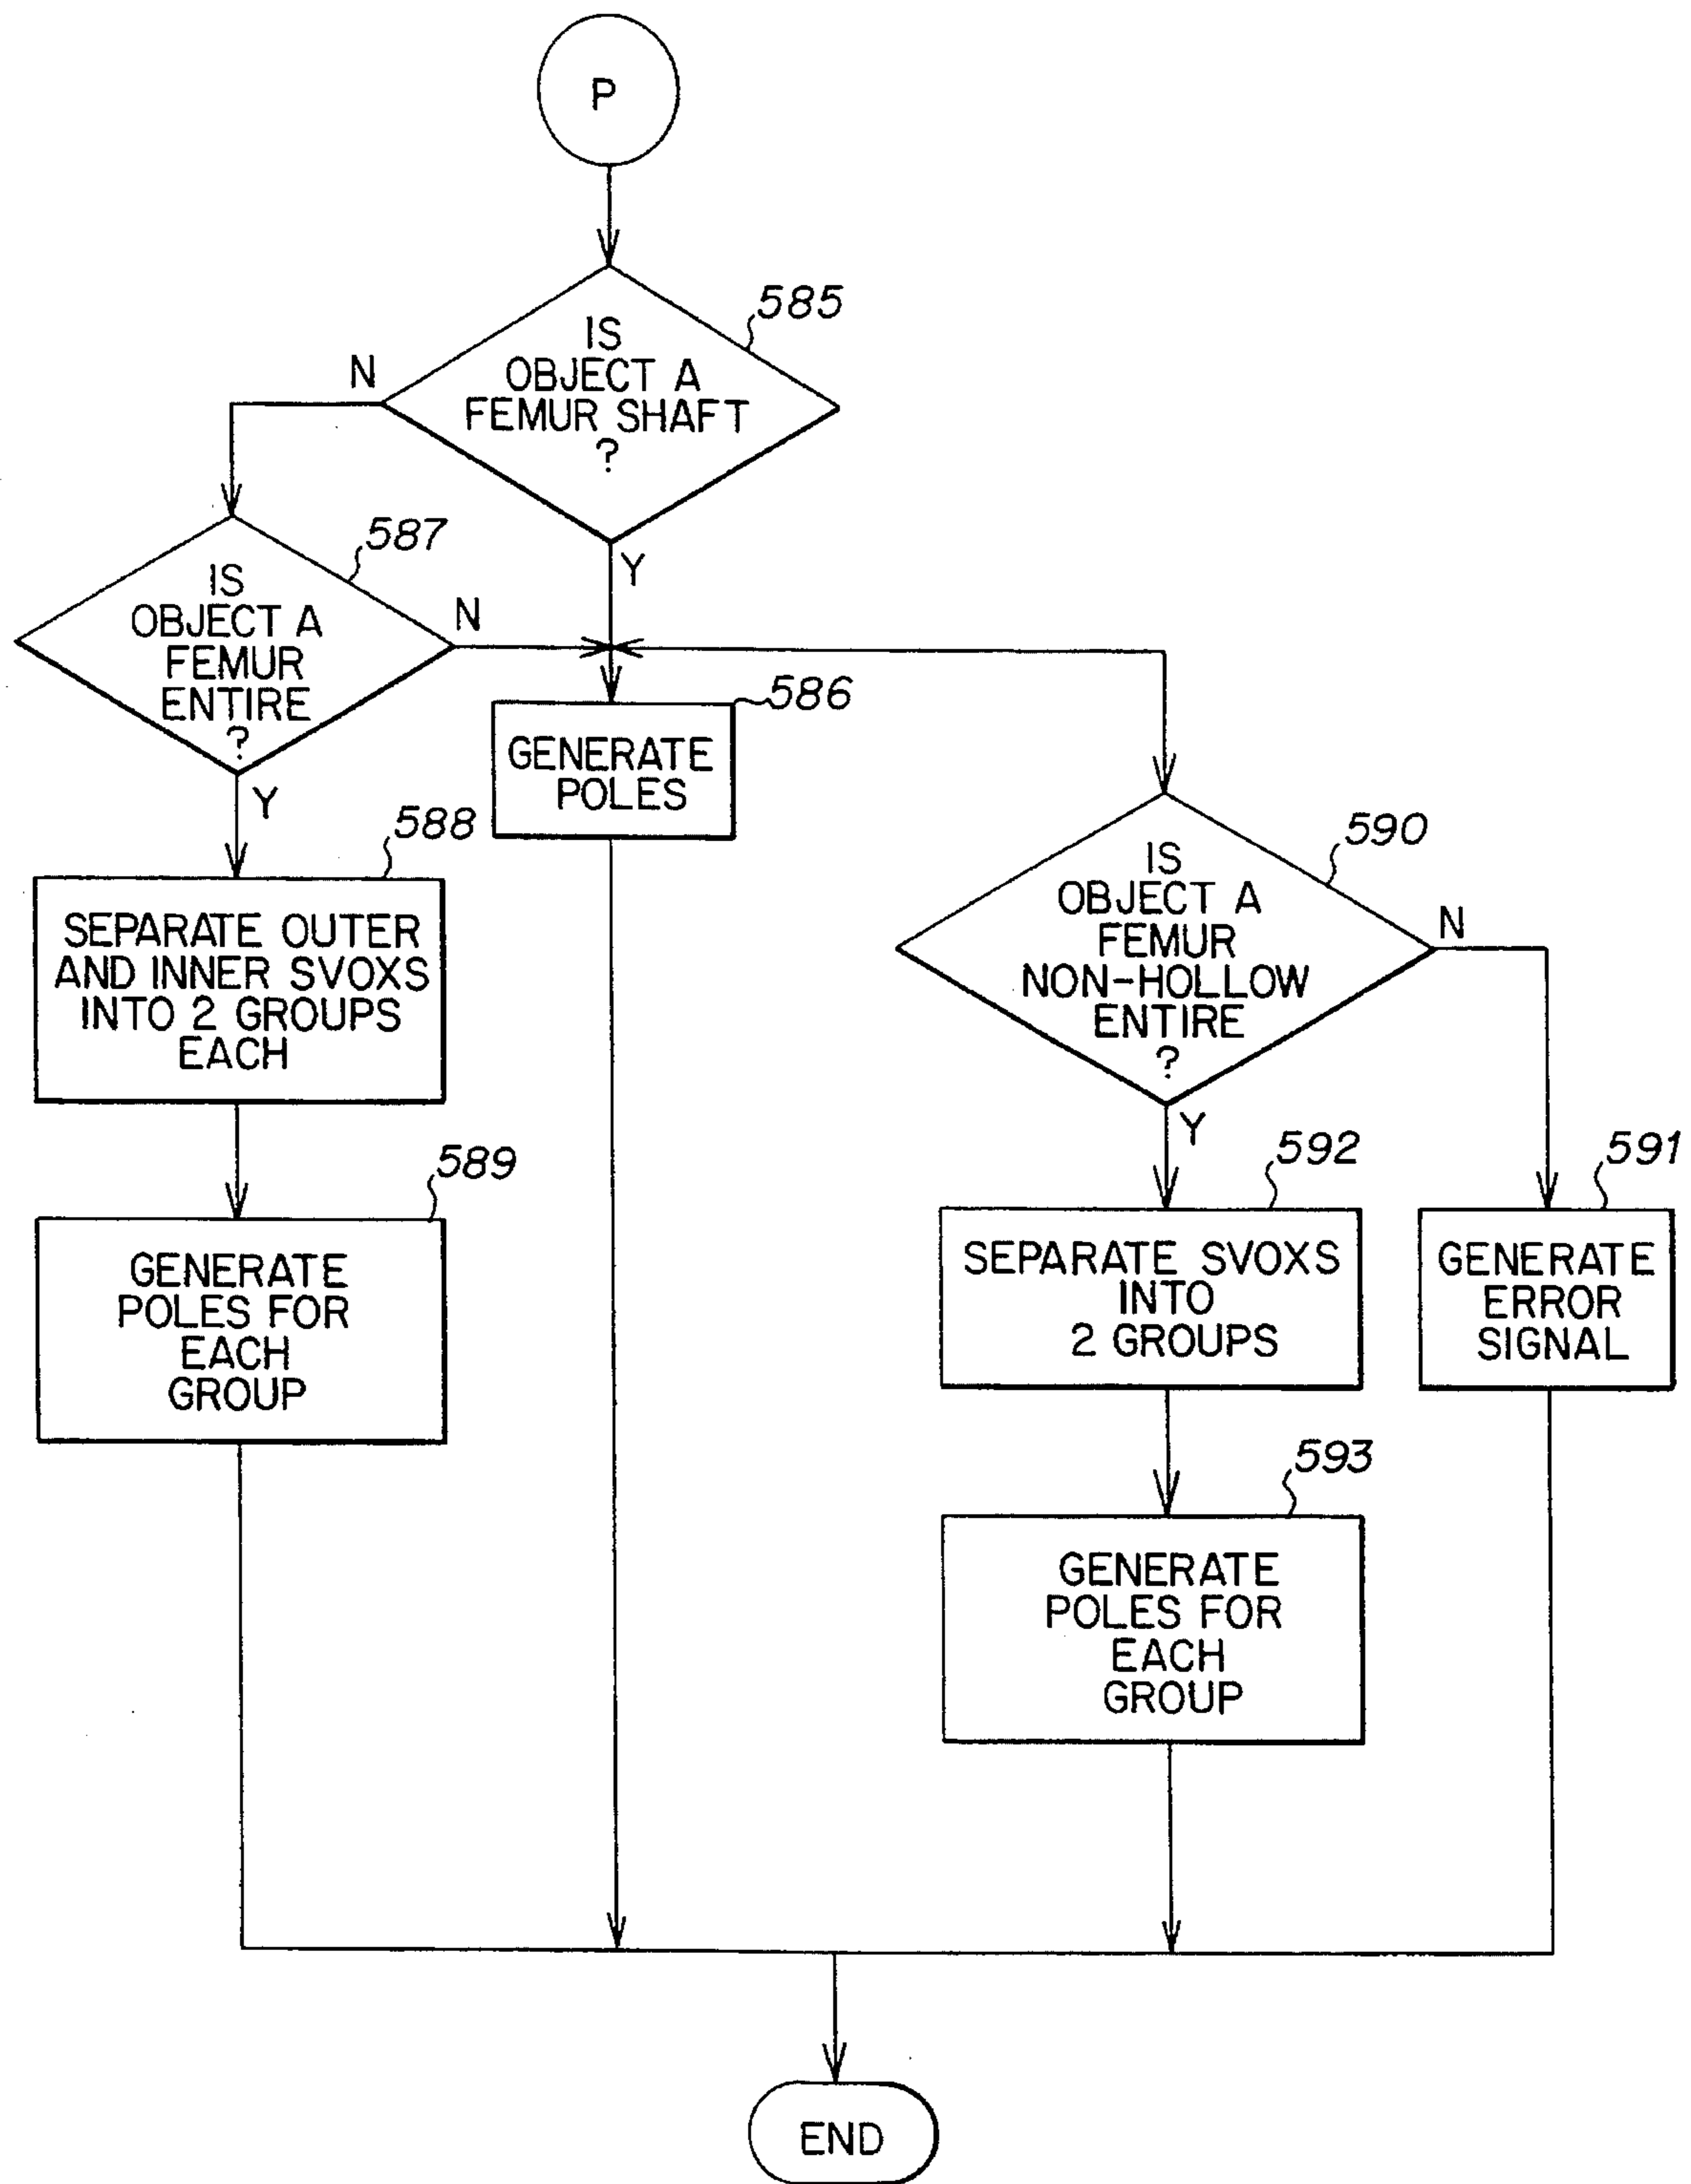 P
585
IS
OBJECT A
FEMUR SHAFT
?
N
Y
587
IS
OBJECT A
FEMUR
ENTIRE
?
N
Y
586
GENERATE
POLES
588
SEPARATE OUTER
AND INNER SVOXS
INTO 2 GROUPS
EACH
590
IS
OBJECT A
FEMUR
NON-HOLLOW
ENTIRE
?
N
Y
589
GENERATE
POLES FOR
EACH
GROUP
592
SEPARATE SVOXS
INTO
2 GROUPS
591
GENERATE
ERROR
SIGNAL
593
GENERATE
POLES FOR
EACH
GROUP
END